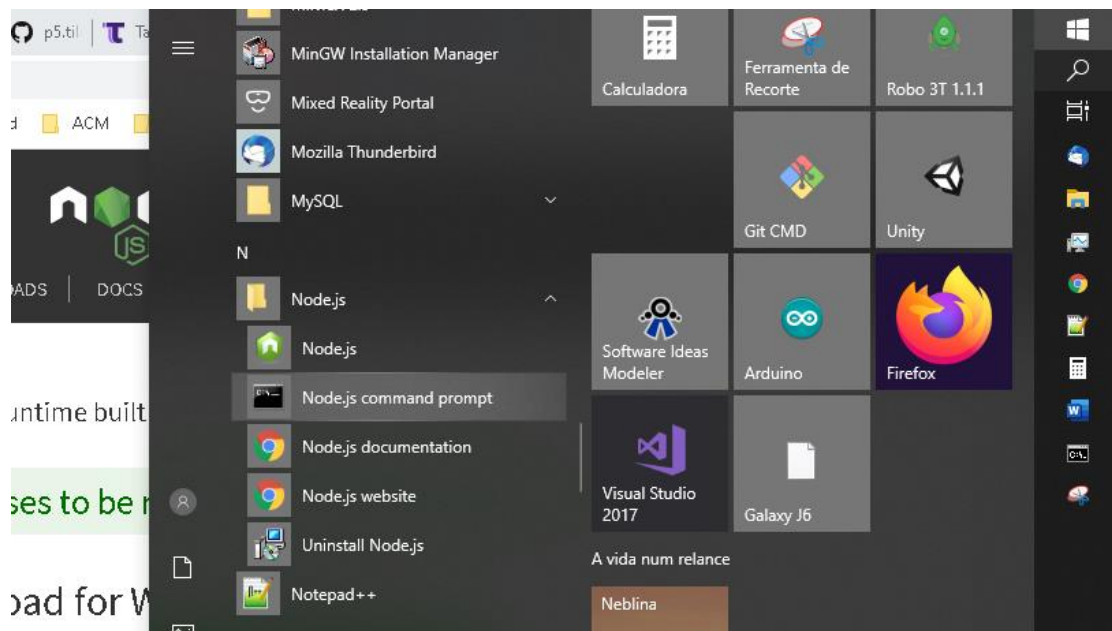 p5.til
Ta
ACM
JS
ADS | DOCS
untime built
ses to be r
oad for W
MinGW Installation Manager
Mixed Reality Portal
Mozilla Thunderbird
MySQL
N
Node.js
Node.js
Node.js command prompt
Node.js documentation
Node.js website
Uninstall Node.js
Notepad++
Calculadora
Ferramenta de
Recorte
Robo 3T 1.1.1
Git CMD
Unity
Software Ideas
Modeler
Arduino
Firefox
Visual Studio
2017
Galaxy J6
A vida num relance
Neblina